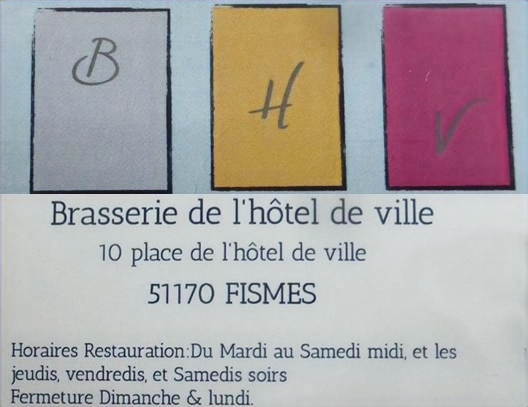 B H V
Brasserie de l'hôtel de ville
10 place de l'hôtel de ville
51170 FISMES
Horaires Restauration:Du Mardi au Samedi midi, et les
jeudis, vendredis, et Samedis soirs
Fermeture Dimanche & lundi.